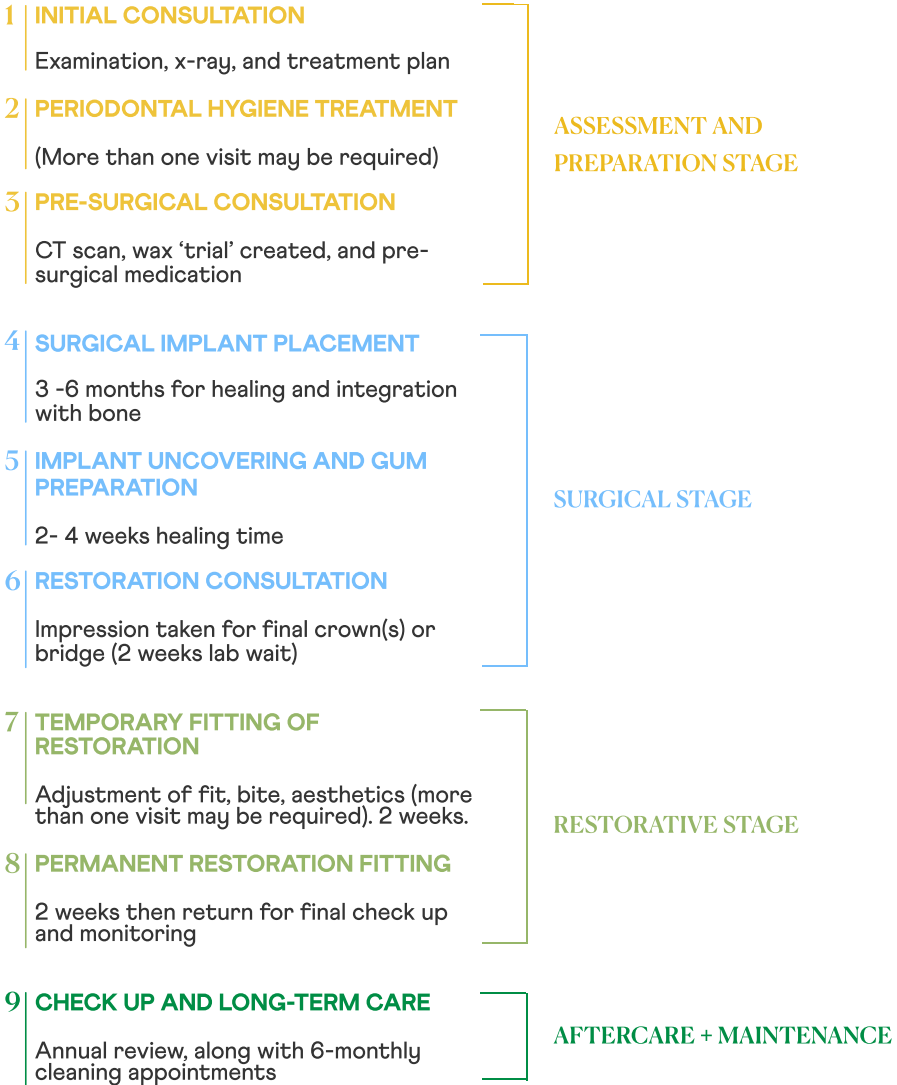 1 INITIAL CONSULTATION
Examination, x-ray, and treatment plan
2 PERIODONTAL HYGIENE TREATMENT
(More than one visit may be required)
3 PRE-SURGICAL CONSULTATION
CT scan, wax ‘trial’ created, and pre-
surgical medication
ASSESSMENT AND
PREPARATION STAGE
4 SURGICAL IMPLANT PLACEMENT
3 -6 months for healing and integration
with bone
5 IMPLANT UNCOVERING AND GUM
PREPARATION
2- 4 weeks healing time
6 RESTORATION CONSULTATION
Impression taken for final crown(s) or
bridge (2 weeks lab wait)
SURGICAL STAGE
7 TEMPORARY FITTING OF
RESTORATION
Adjustment of fit, bite, aesthetics (more
than one visit may be required). 2 weeks.
8 PERMANENT RESTORATION FITTING
2 weeks then return for final check up
and monitoring
RESTORATIVE STAGE
9 CHECK UP AND LONG-TERM CARE
Annual review, along with 6-monthly
cleaning appointments
AFTERCARE + MAINTENANCE